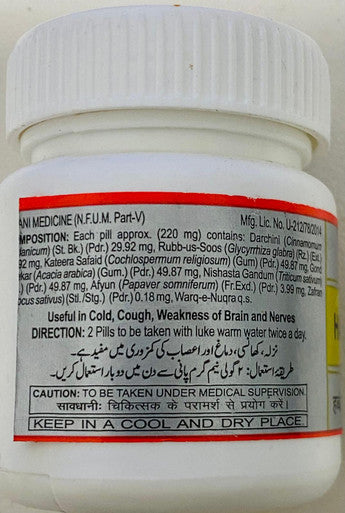 ANI MEDICINE (N.F.U.M. Part-V) Mfg. Lic. No. U-212/78/2014
MPOSITION: Each pill approx. (220 mg) contains: Darchini (Cinnamomum
lanicum) (St. Bk.) (Pdr.) 29.92 mg, Rubb-us-Soos (Glycyrrhiza glabra) (Rz.) (Ext.)
.92 mg, Kateera Safaid (Cochlospermum religiosum) (Gum) (Pdr.) 49.87 mg, Gond
ekar (Acacia arabica) (Gum.) (Pdr.) 49.87 mg, Nishasta Gandum (Triticum sativum)
.) (Pdr.) 49.87 mg, Afyun (Papaver somniferum) (Fr.Exd.) (Pdr.) 3.99 mg, Zafran
ocus sativus) (Stl./Stg.) (Pdr.) 0.18 mg, Warq-e-Nuqra q.s.
Useful in Cold, Cough, Weakness of Brain and Nerves
DIRECTION: 2 Pills to be taken with luke warm water twice a day.
نزلہ، کھانسی، دماغ اور اعصاب کی کمزوری میں مفید ہے۔
طریقہ استعمال: ۲ گولی نیم گرم پانی سے دن میں دو بار استعمال کریں۔
CAUTION: TO BE TAKEN UNDER MEDICAL SUPERVISION.
सावधानी: चिकित्सक के परामर्श से प्रयोग करें।
KEEP IN A COOL AND DRY PLACE